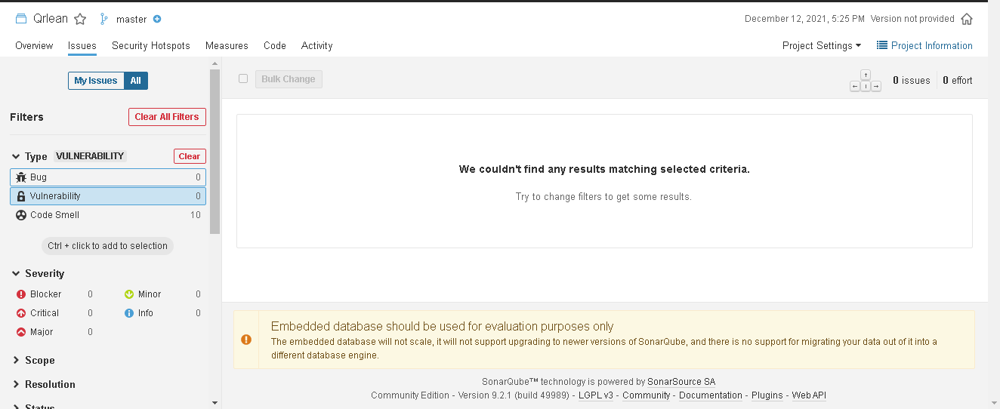 Qrlean master
December 12, 2021, 5:25 PM Version not provided
Overview Issues Security Hotspots Measures Code Activity
Project Settings Project Information
My Issues All
Filters Clear All Filters
Type VULNERABILITY Clear
Bug 0
Vulnerability 0
Code Smell 10
Ctrl + click to add to selection
Severity
Blocker 0 Minor 0
Critical 0 Info 0
Major 0
Scope
Resolution
Status
Bulk Change
0 issues 0 effort
We couldn't find any results matching selected criteria.
Try to change filters to get some results.
Embedded database should be used for evaluation purposes only
The embedded database will not scale, it will not support upgrading to newer versions of SonarQube, and there is no support for migrating your data out of it into a
different database engine.
SonarQube™ technology is powered by SonarSource SA
Community Edition - Version 9.2.1 (build 49989) - LGPL v3 - Community - Documentation - Plugins - Web API